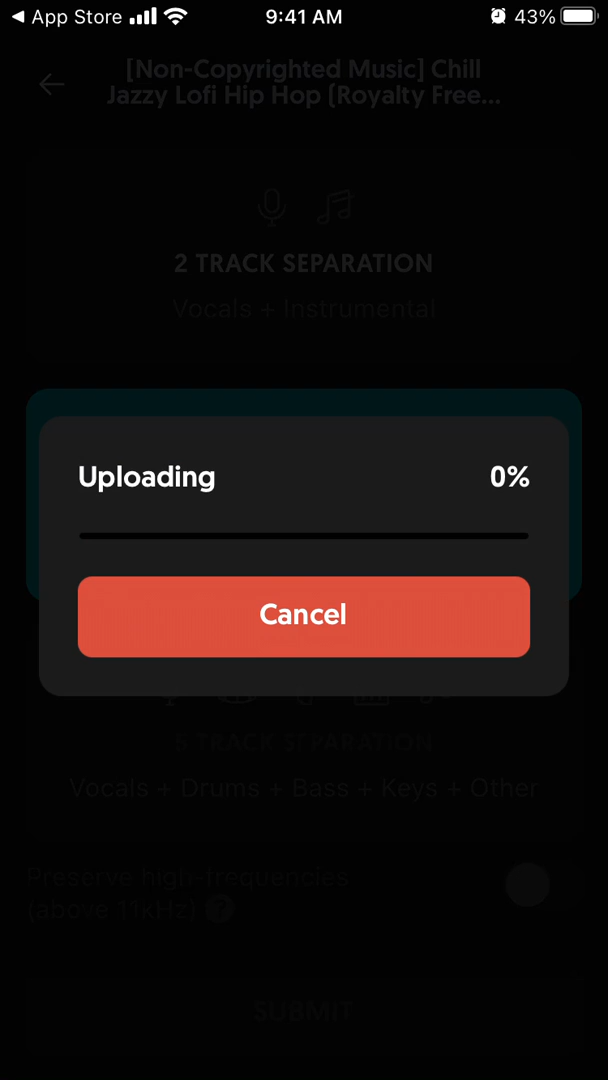 App Store 9:41 AM 43%
[Non-Copyrighted Music] Chill
Jazzy Lofi Hip Hop (Royalty Free...
2 TRACK SEPARATION
Vocals + Instrumental
Uploading 0%
Cancel
5 TRACK SEPARATION
Vocals + Drums + Bass + Keys + Other
Preserve high-frequencies
(above 11kHz) ?
SUBMIT